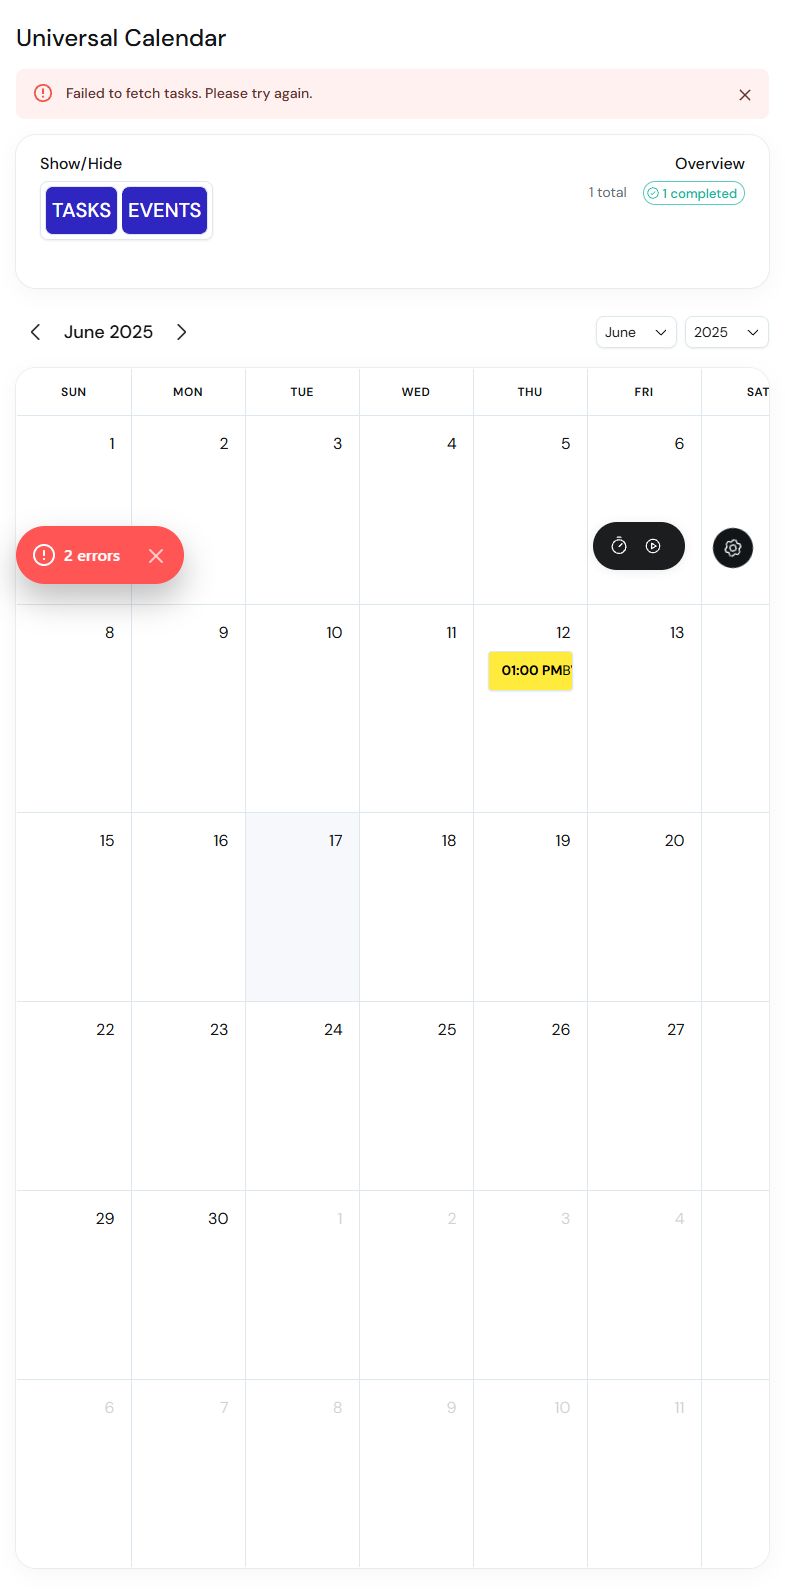 Universal Calendar
Failed to fetch tasks. Please try again.
Show/Hide
Overview
TASKS EVENTS
1 total
1 completed
June 2025
June
2025
SUN MON TUE WED THU FRI SAT
1 2 3 4 5 6
2 errors
8 9 10 11 12 13
01:00 PM
15 16 17 18 19 20
22 23 24 25 26 27
29 30 1 2 3 4
6 7 8 9 10 11